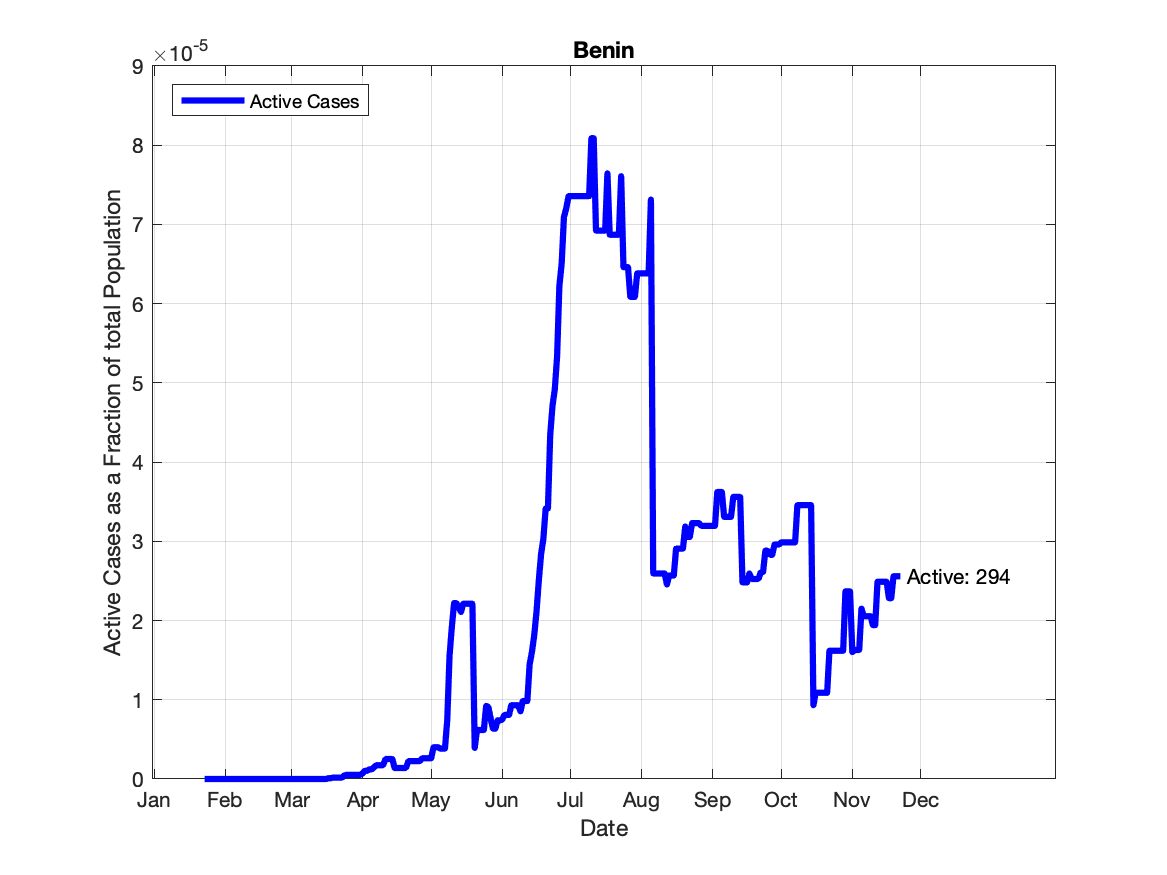 Benin
×10-5
9
8
7
6
5
4
3
2
1
0
Active Cases
Active Cases as a Fraction of total Population
Active: 294
Jan Feb Mar Apr May Jun Jul Aug Sep Oct Nov Dec
Date